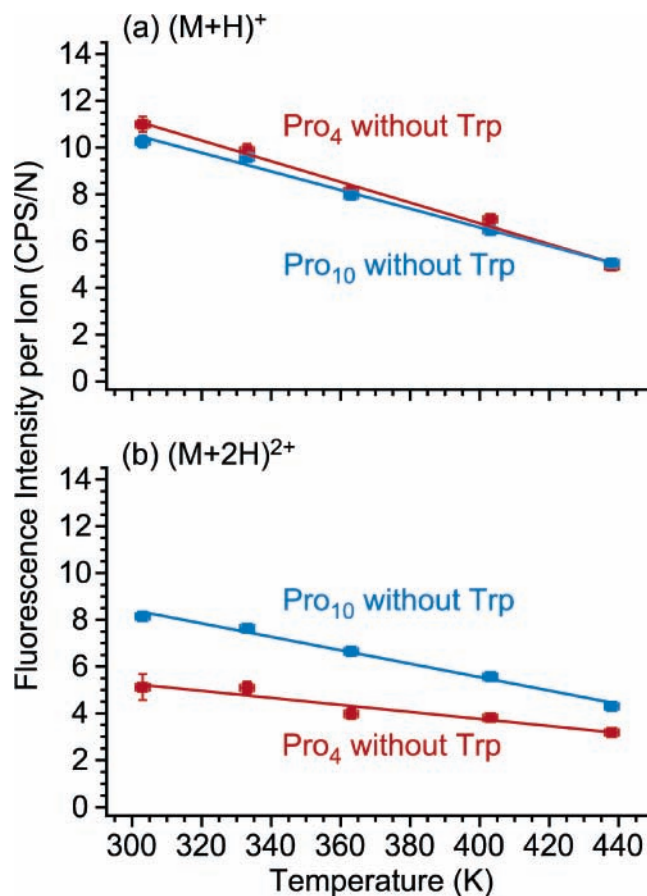 (a) (M+H)⁺
14
12
10
8
6
4
2
0
Pro₄ without Trp
Pro₁₀ without Trp
Fluorescence Intensity per Ion (CPS/N)
(b) (M+2H)²⁺
14
12
10
8
6
4
2
0
Pro₁₀ without Trp
Pro₄ without Trp
300 320 340 360 380 400 420 440
Temperature (K)